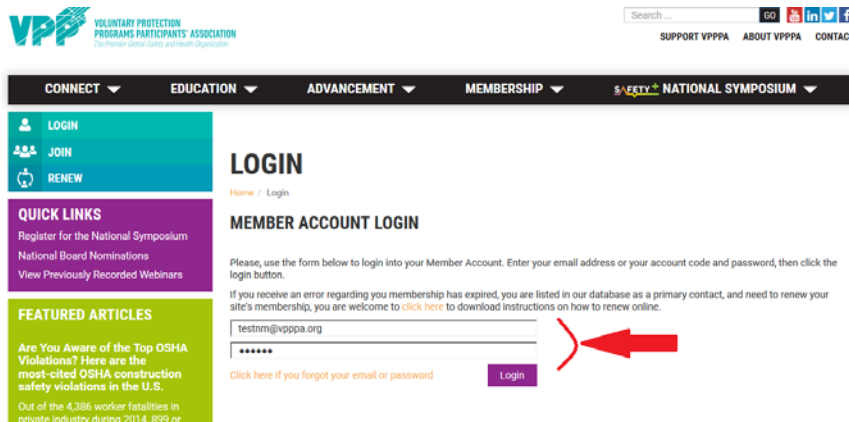 VPP
VOLUNTARY PROTECTION
PROGRAMS PARTICIPANTS' ASSOCIATION
The Premier Global Safety and Health Organization
Search ...
GO
in
f
SUPPORT VPPPA ABOUT VPPPA CONTAC
CONNECT EDUCATION ADVANCEMENT MEMBERSHIP SAFETY+ NATIONAL SYMPOSIUM
LOGIN
JOIN
RENEW
QUICK LINKS
Register for the National Symposium
National Board Nominations
View Previously Recorded Webinars
FEATURED ARTICLES
Are You Aware of the Top OSHA
Violations? Here are the
most-cited OSHA construction
safety violations in the U.S.
Out of the 4,386 worker fatalities in
private industry during 2014, 899 or
LOGIN
Home / Login
MEMBER ACCOUNT LOGIN
Please, use the form below to login into your Member Account. Enter your email address or your account code and password, then click the
login button.
If you receive an error regarding you membership has expired, you are listed in our database as a primary contact, and need to renew your
site's membership, you are welcome to click here to download instructions on how to renew online.
testnm@vpppa.org
••••••
Click here if you forgot your email or password
Login